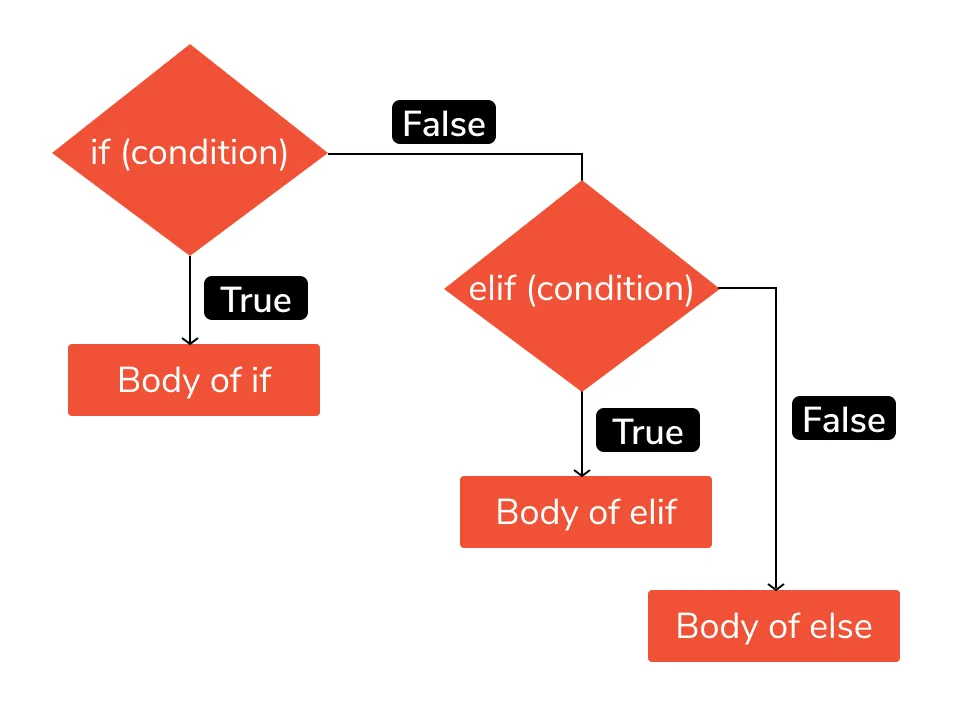 False
if (condition)
elif (condition)
True
Body of if
False
True
Body of elif
Body of else